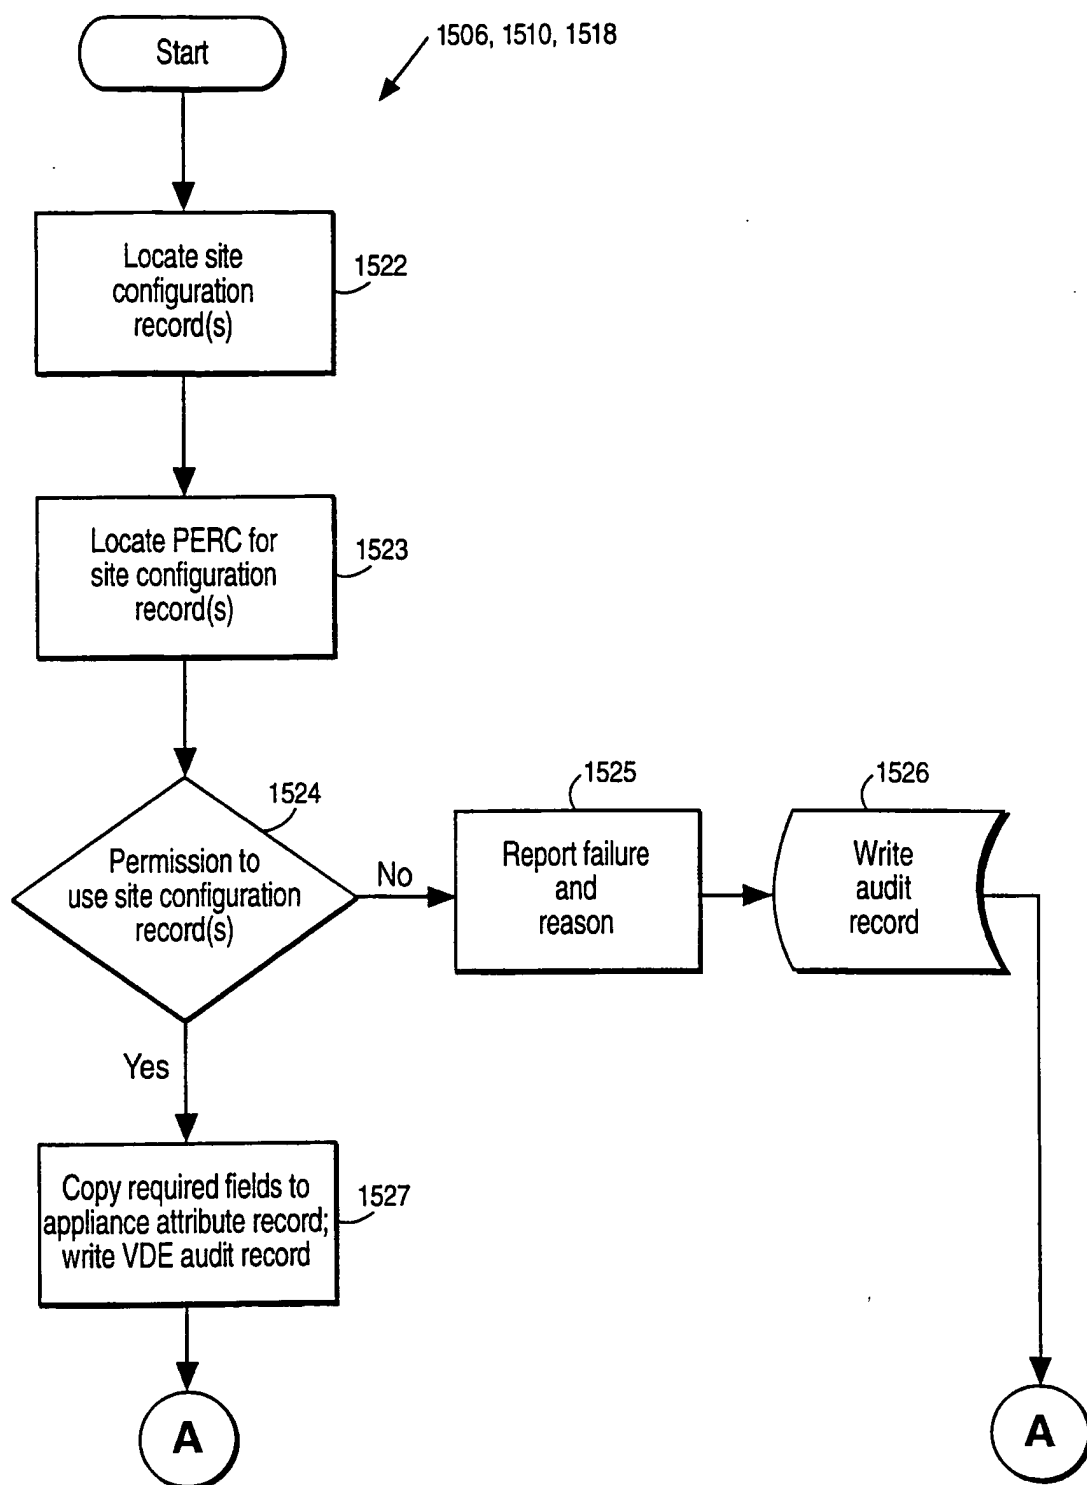 Start
1506, 1510, 1518
Locate site
configuration
record(s)
1522
Locate PERC for
site configuration
record(s)
1523
1524
Permission to
use site configuration
record(s)
No
1525
Report failure
and
reason
1526
Write
audit
record
Yes
Copy required fields to
appliance attribute record;
write VDE audit record
1527
A
A